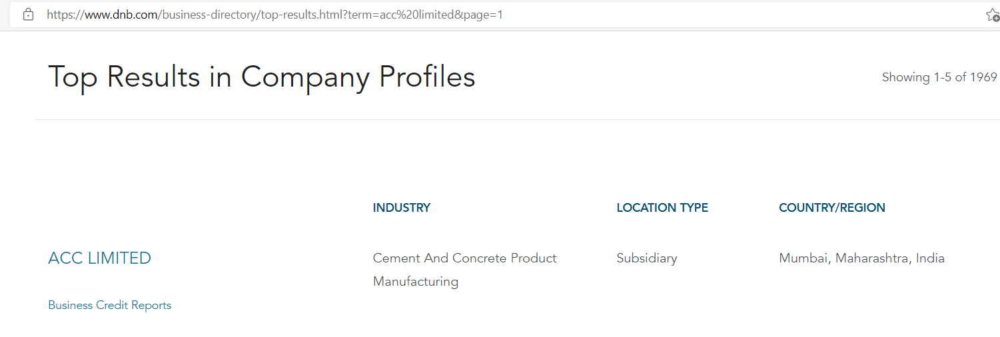 https://www.dnb.com/business-directory/top-results.html?term=acc%20limited&page=1
Top Results in Company Profiles
Showing 1-5 of 1969
INDUSTRY
LOCATION TYPE
COUNTRY/REGION
ACC LIMITED
Cement And Concrete Product
Manufacturing
Subsidiary
Mumbai, Maharashtra, India
Business Credit Reports